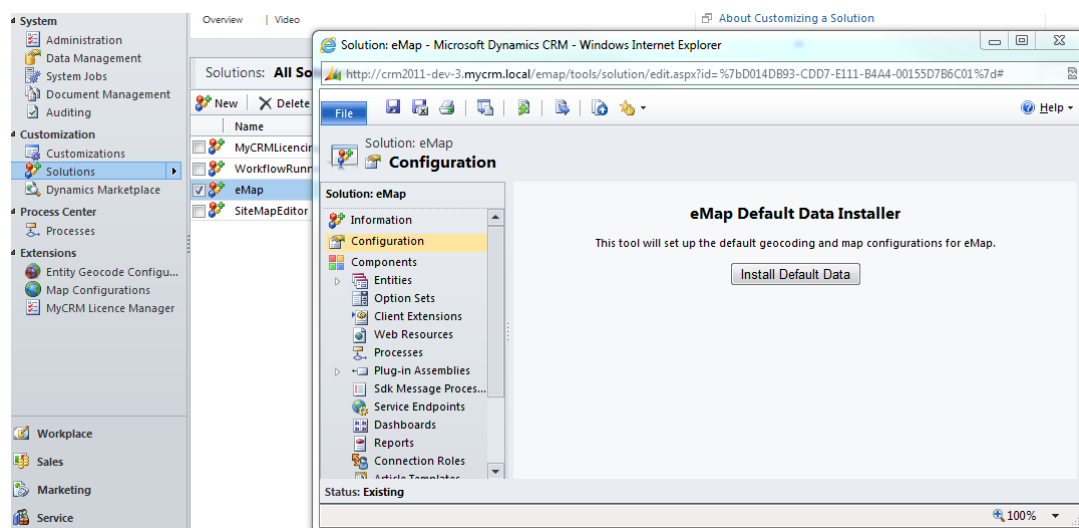 System
Administration
Data Management
System Jobs
Document Management
Auditing
Customization
Customizations
Solutions
Dynamics Marketplace
Process Center
Processes
Extensions
Entity Geocode Configu...
Map Configurations
MyCRM Licence Manager
Workplace
Sales
Marketing
Service
Overview | Video
About Customizing a Solution
Solutions: All So
New Delete
Name
MyCRMLicencin
WorkflowRunn
eMap
SiteMapEditor
Solution: eMap - Microsoft Dynamics CRM - Windows Internet Explorer
http://crm2011-dev-3.mycrm.local/emap/tools/solution/edit.aspx?id=%7bD014DB93-CDD7-E111-B4A4-00155D7B6C01%7d#
File
Help
Solution: eMap
Configuration
Solution: eMap
Information
Configuration
Components
Entities
Option Sets
Client Extensions
Web Resources
Processes
Plug-in Assemblies
Sdk Message Proces...
Service Endpoints
Dashboards
Reports
Connection Roles
Article Templates
eMap Default Data Installer
This tool will set up the default geocoding and map configurations for eMap.
Install Default Data
Status: Existing
100%